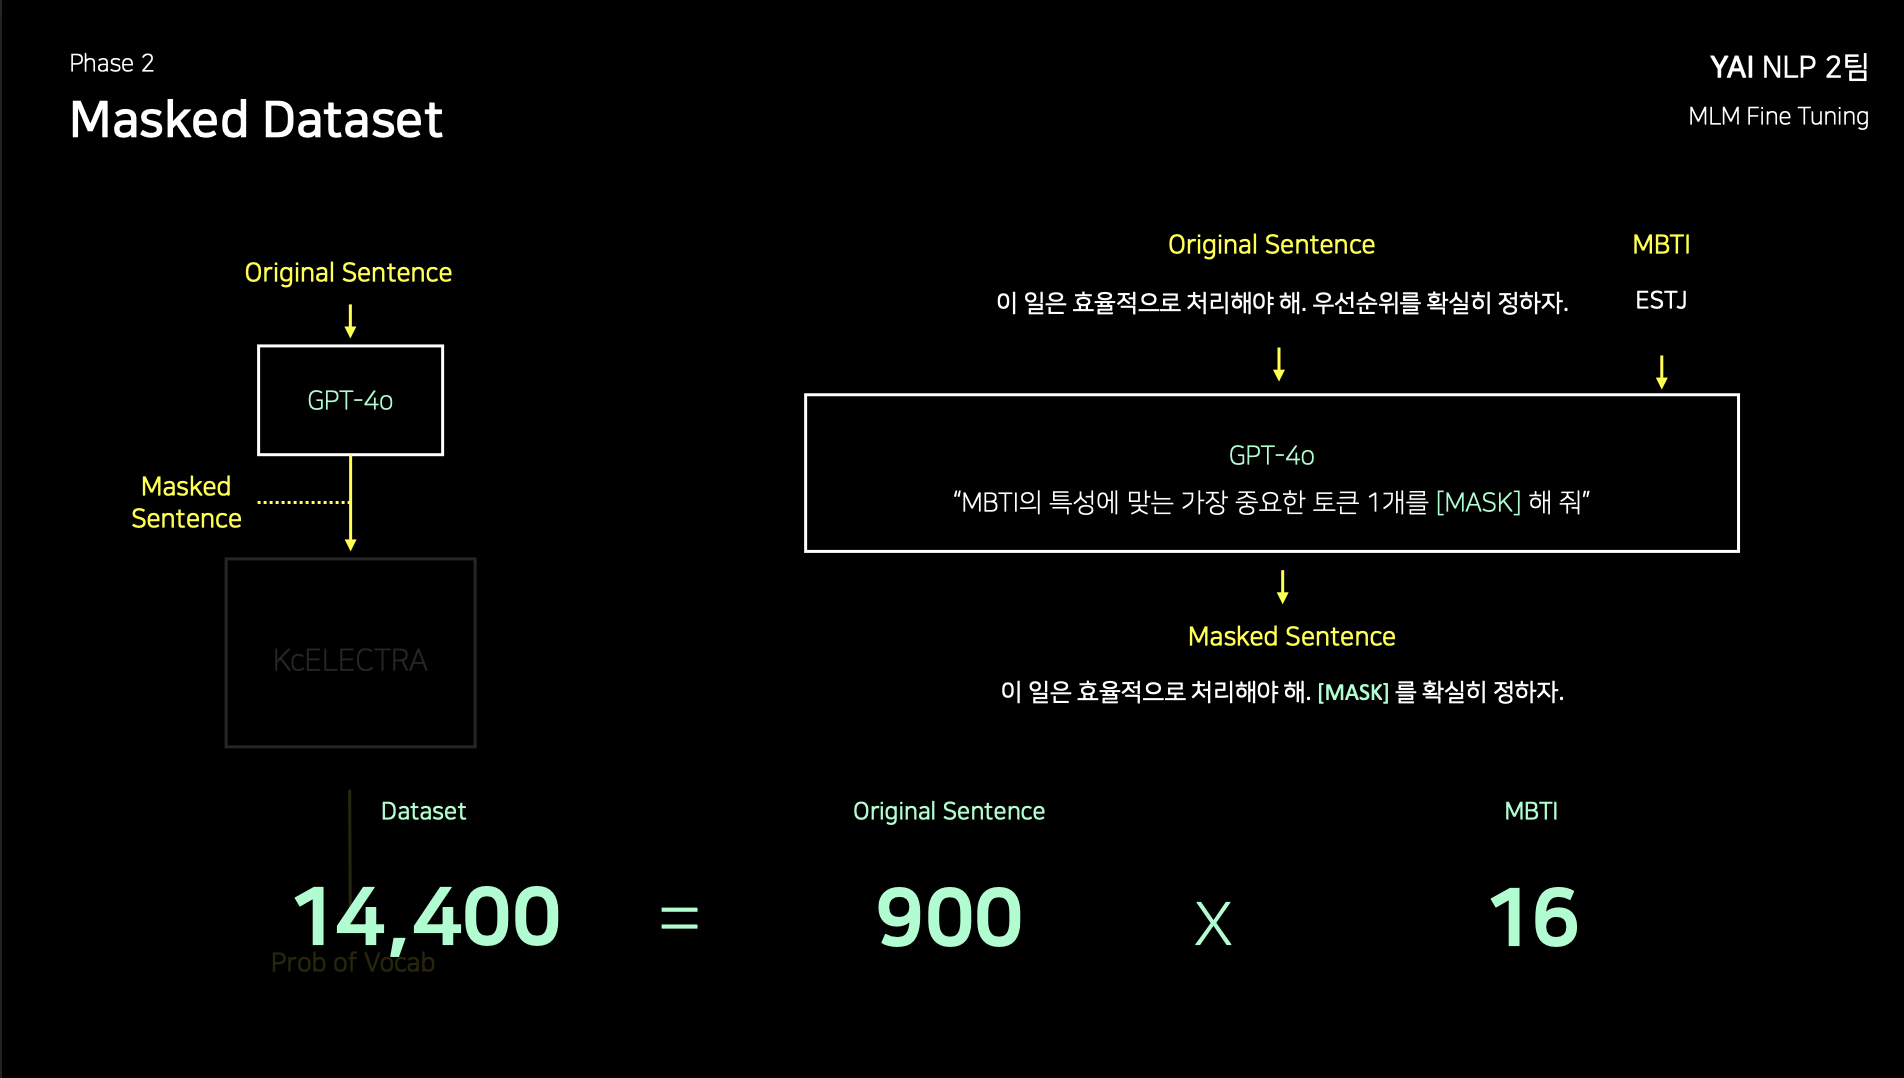 Phase 2
Masked Dataset
YAI NLP 2팀
MLM Fine Tuning
Original Sentence
GPT-4o
Masked
Sentence
KcELECTRA
Prob of Vocab
Original Sentence
MBTI
이 일은 효율적으로 처리해야 해. 우선순위를 확실히 정하자.
ESTJ
GPT-4o
“MBTI의 특성에 맞는 가장 중요한 토큰 1개를 [MASK] 해 줘”
Masked Sentence
이 일은 효율적으로 처리해야 해. [MASK] 를 확실히 정하자.
Dataset
Original Sentence
MBTI
14,400 = 900 X 16